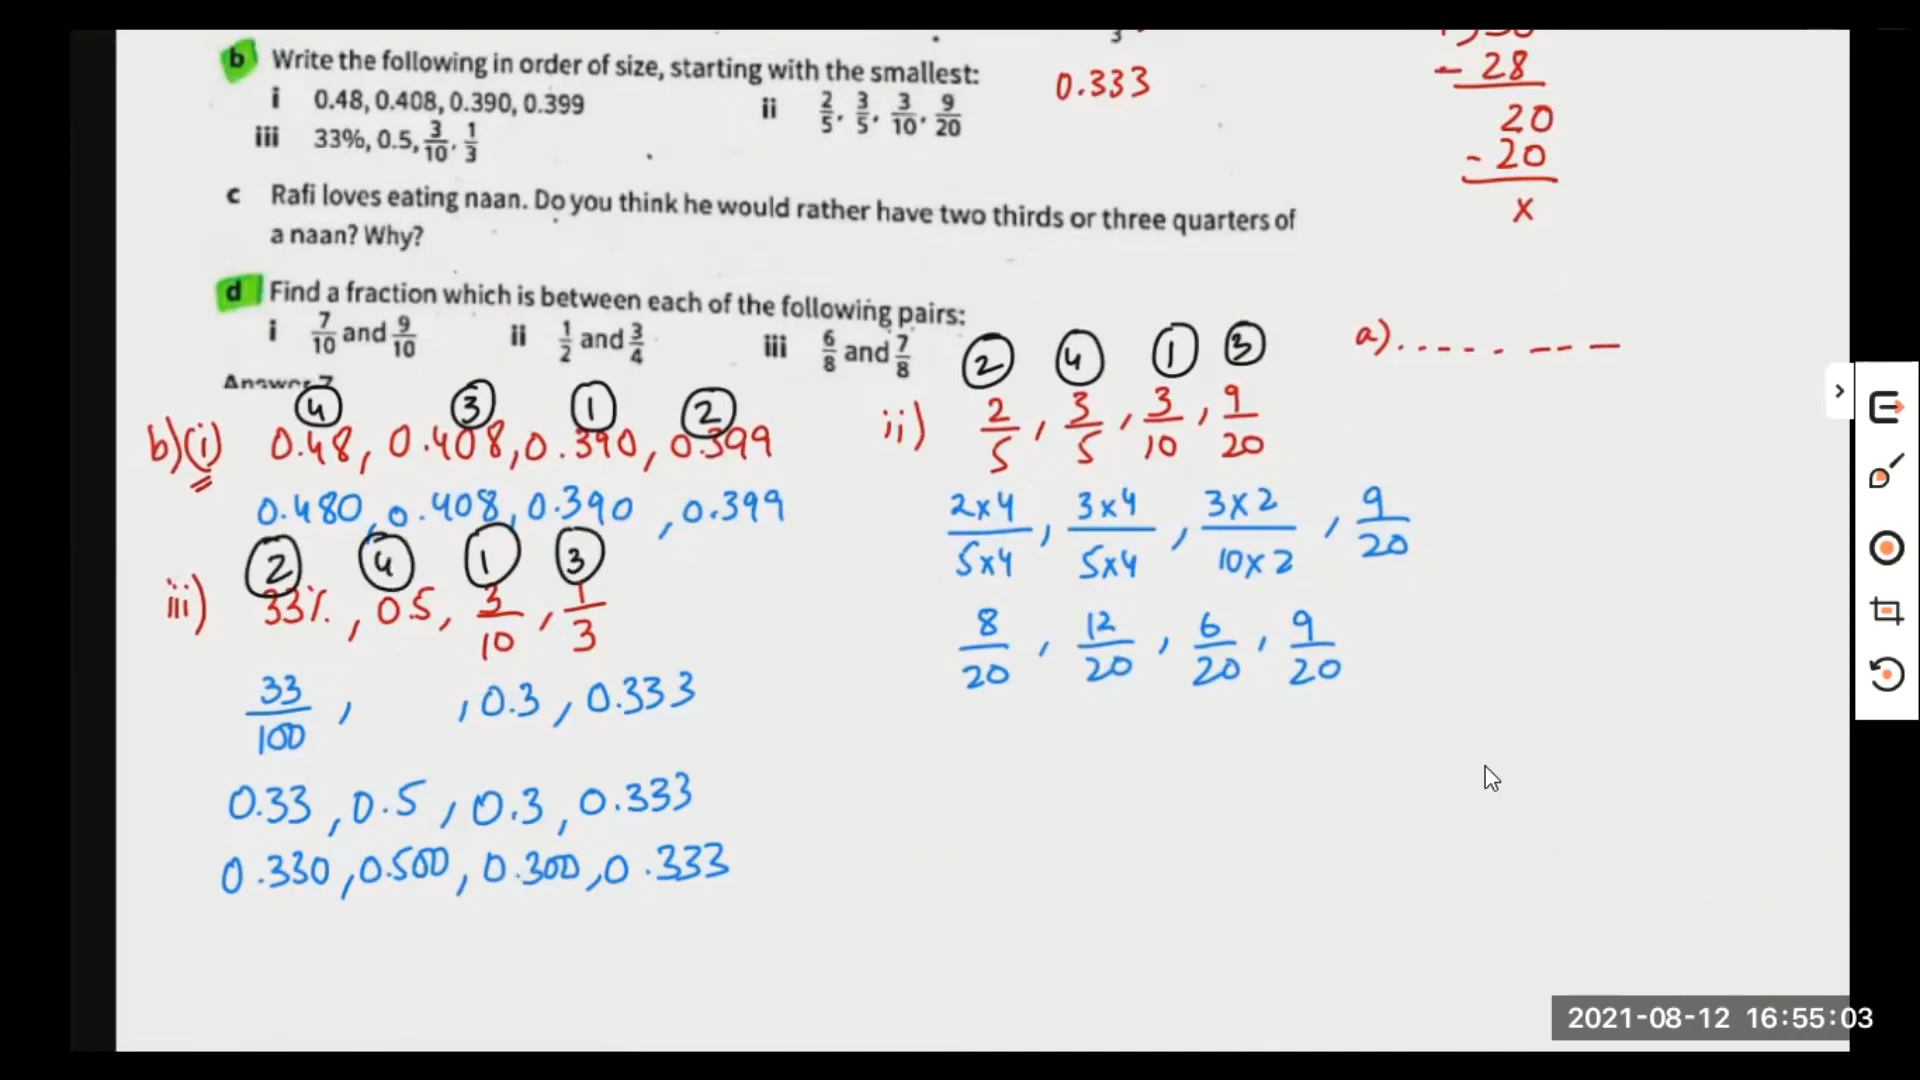 b Write the following in order of size, starting with the smallest:
i 0.48, 0.408, 0.390, 0.399
ii 2/5, 3/5, 3/10, 9/20
iii 33%, 0.5, 3/10, 1/3
0.333
- 28
20
- 20
x
c Rafi loves eating naan. Do you think he would rather have two thirds or three quarters of
a naan? Why?
d Find a fraction which is between each of the following pairs:
i 7/10 and 9/10 ii 1/2 and 3/4 iii 6/8 and 7/8
a)..... - - -
Answer 7
4 3 1 2
b)(i) 0.48, 0.408, 0.390, 0.399
0.480, 0.408, 0.390, 0.399
2 4 1 3
iii) 33%, 0.5, 3/10, 1/3
33/100, , 0.3, 0.333
0.33, 0.5, 0.3, 0.333
0.330, 0.500, 0.300, 0.333
2 4 1 3
ii) 2/5, 3/5, 3/10, 9/20
2x4/5x4, 3x4/5x4, 3x2/10x2, 9/20
8/20, 12/20, 6/20, 9/20
2021-08-12 16:55:03